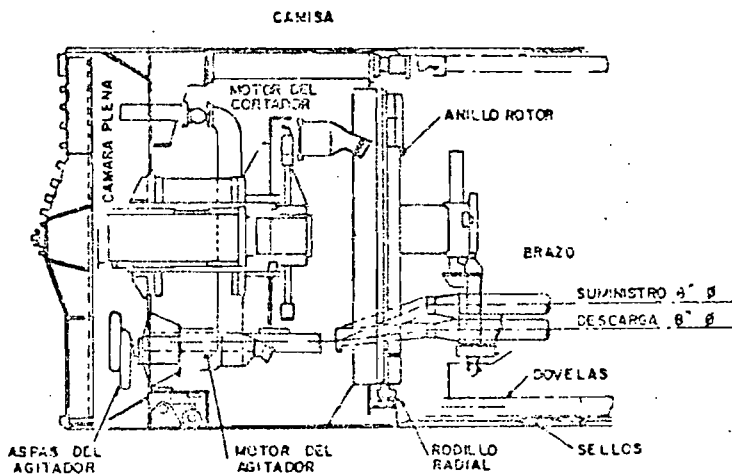 CAMISA
MOTOR DEL
CORTADOR
CAMARA PLENA
ANILLO ROTOR
BRAZO
SUMINISTRO 8" Ø
DESCARGA 8" Ø
DOVELAS
ASPAS DEL
AGITADOR
MOTOR DEL
AGITADOR
RODILLO
RADIAL
SELLOS